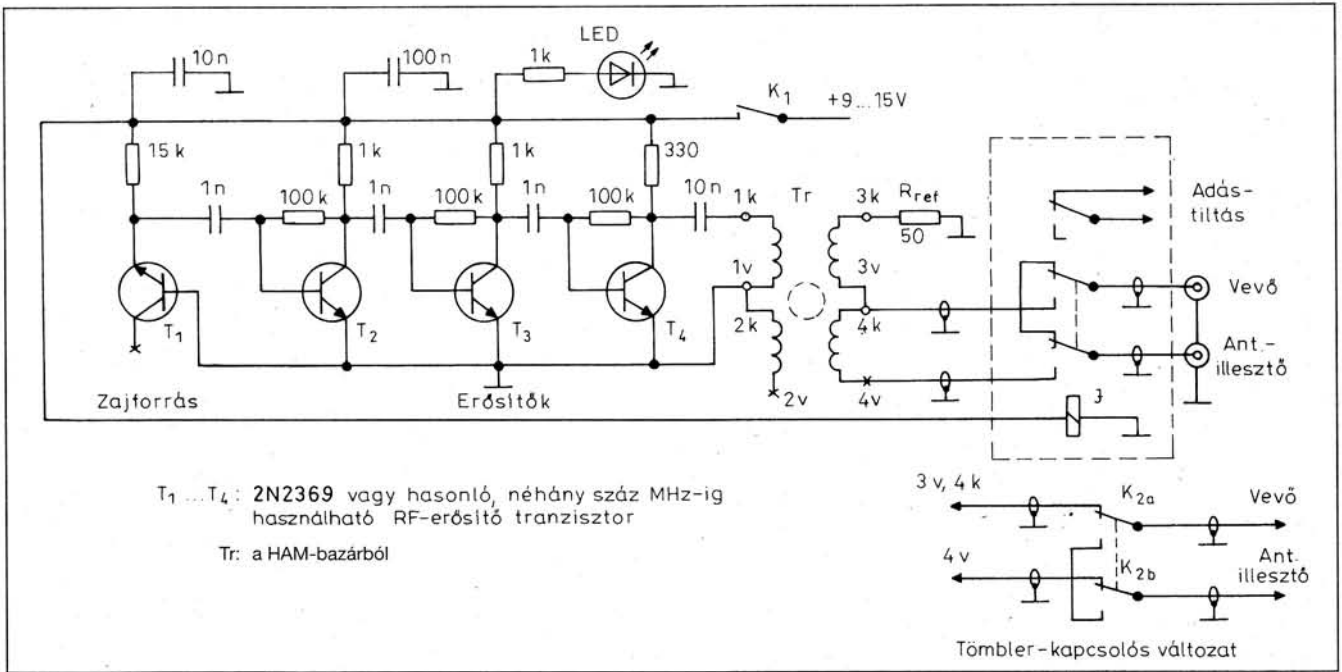 10n
100n
1k
LED
K1
+9...15V
15k
1k
1k
330
1n
100k
1n
100k
1n
100k
10n
1k
Tr
3k
Rref
50
Adás-
tiltás
1v
3v
2k
4k
Vevő
T1
T2
T3
T4
Ant.-
illesztő
Zajforrás
Erősítők
2v
4v
J
T1 ...T4: 2N2369 vagy hasonló, néhány száz MHz-ig
használható RF-erősítő tranzisztor
Tr: a HAM-bazárból
3v, 4k
K2a
Vevő
4v
K2b
Ant.
illesztő
Tömbler-kapcsolós változat